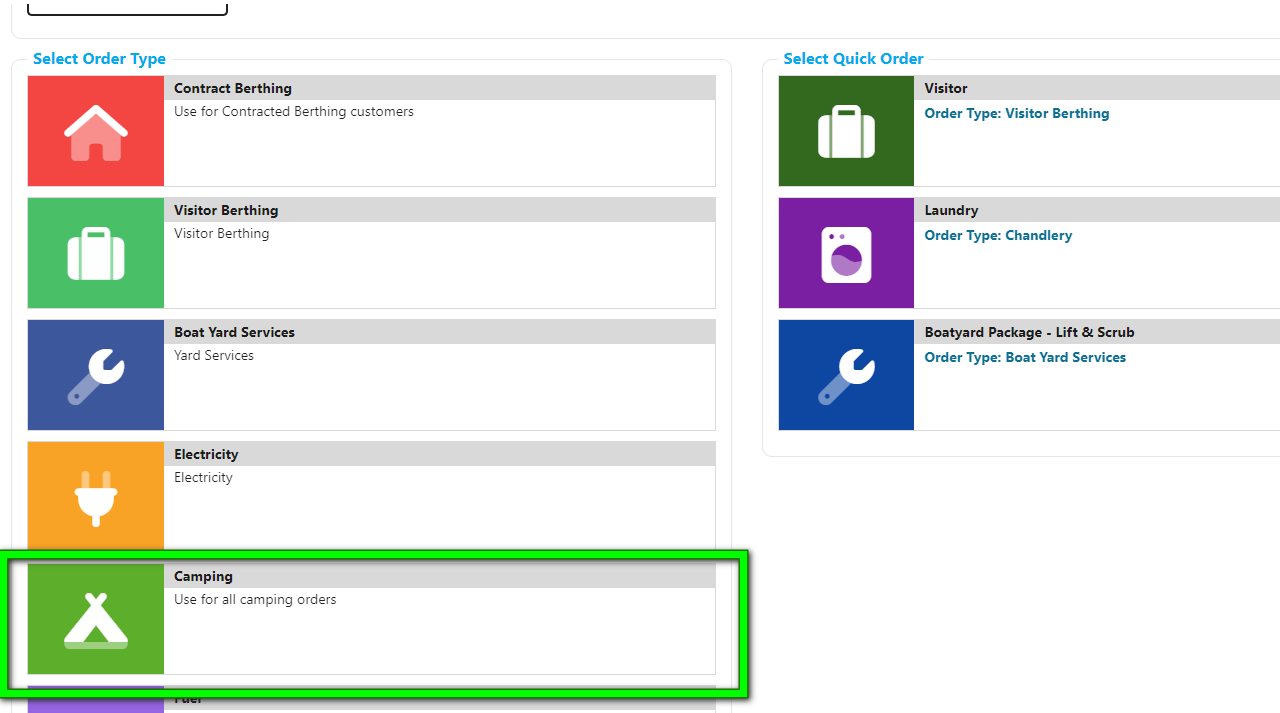 Select Order Type
Contract Berthing
Use for Contracted Berthing customers
Visitor Berthing
Visitor Berthing
Boat Yard Services
Yard Services
Electricity
Electricity
Camping
Use for all camping orders
Fuel
Select Quick Order
Visitor
Order Type: Visitor Berthing
Laundry
Order Type: Chandlery
Boatyard Package - Lift & Scrub
Order Type: Boat Yard Services